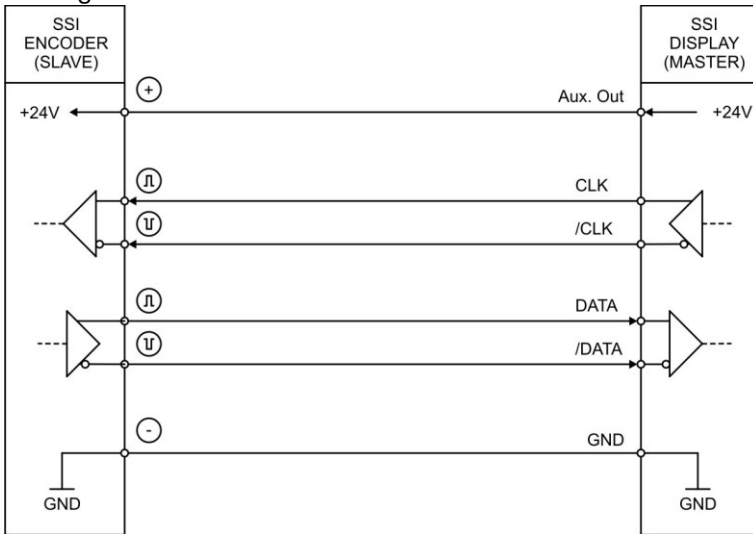 SSI
ENCODER
(SLAVE)
SSI
DISPLAY
(MASTER)
+
Aux. Out
+24V
+24V
CLK
/CLK
DATA
/DATA
-
GND
GND
GND